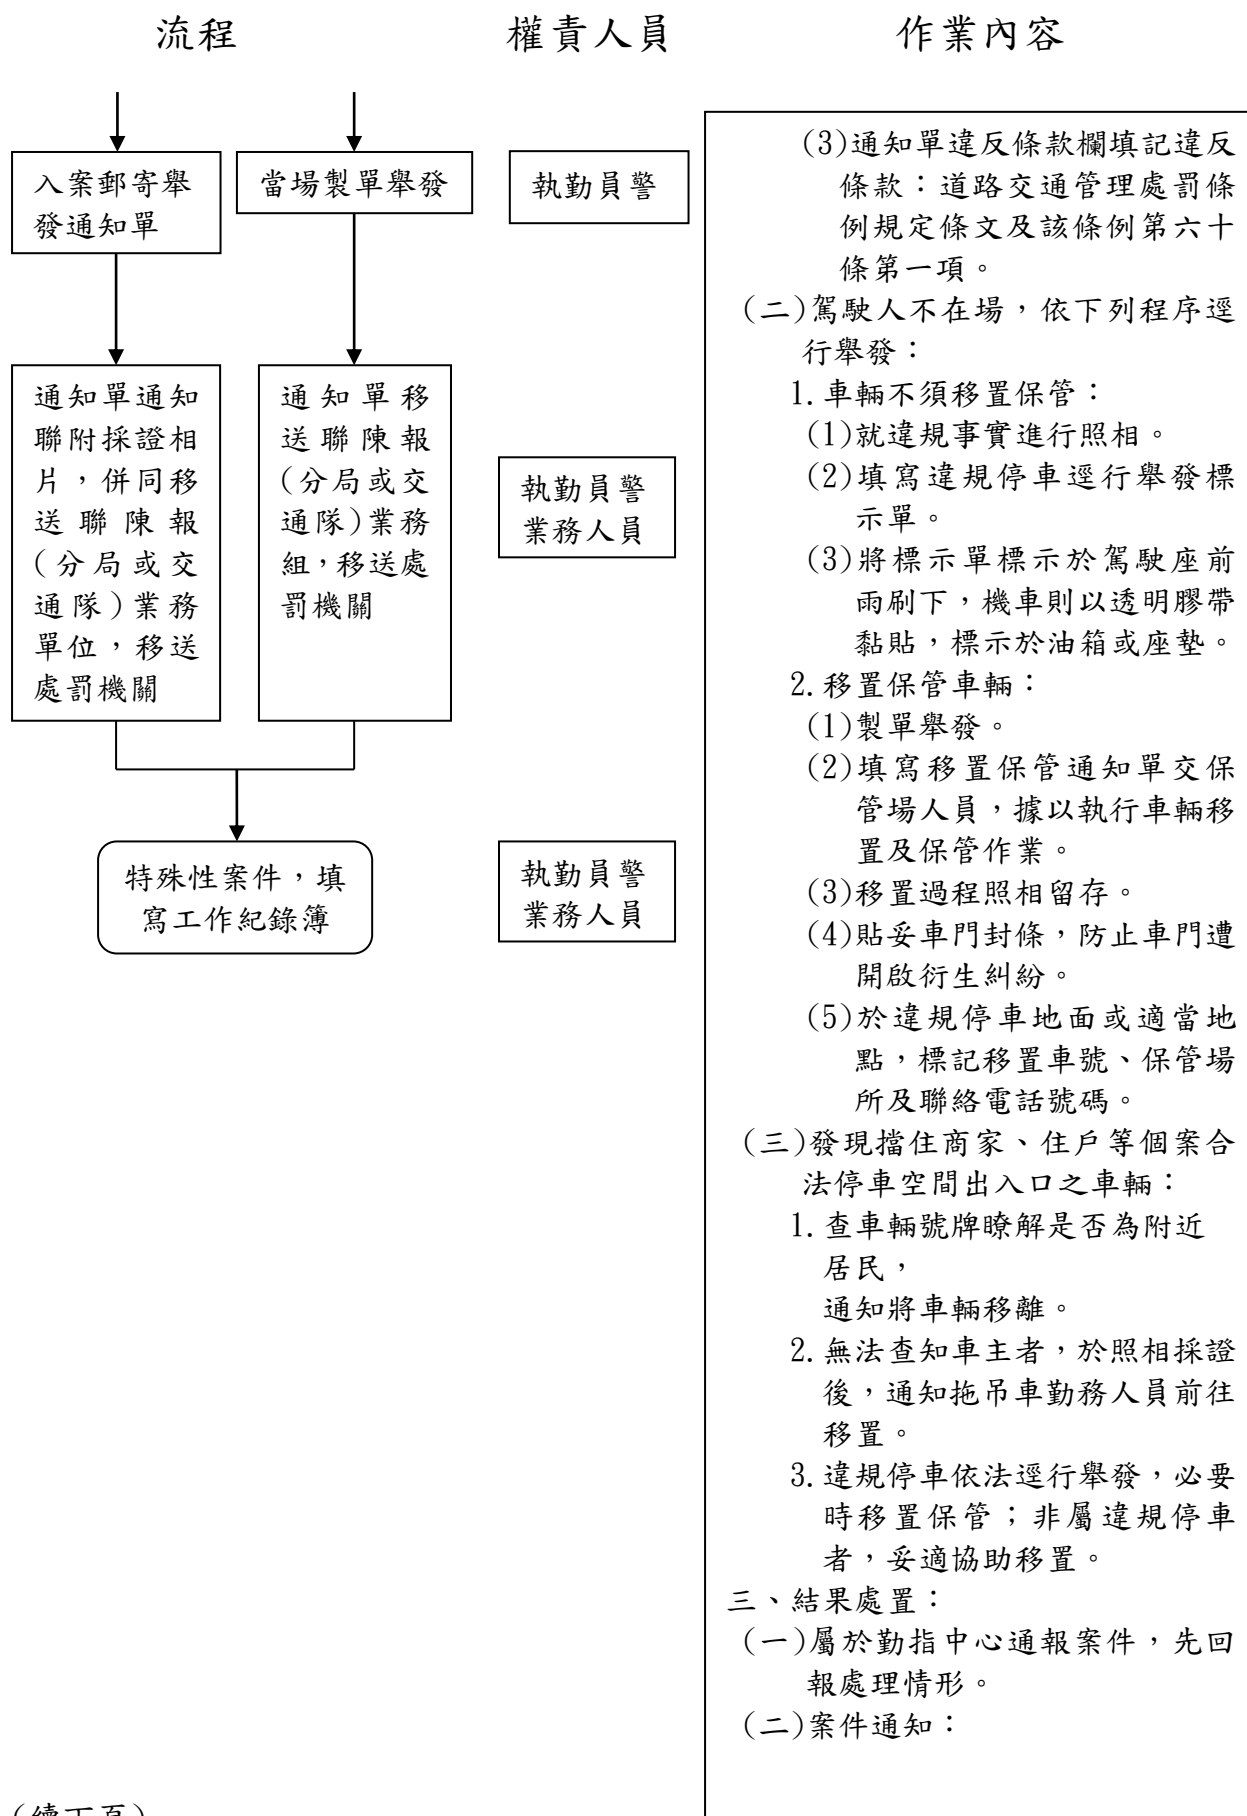 流程
權責人員
作業內容
入案郵寄舉
發通知單
當場製單舉發
執勤員警
通知單通知
聯附採證相
片，併同移
送聯陳報
(分局或交
通隊)業務
單位，移送
處罰機關
通知單移
送聯陳報
(分局或交
通隊)業務
組，移送處
罰機關
執勤員警
業務人員
特殊性案件，填
寫工作紀錄簿
執勤員警
業務人員
(3)通知單違反條款欄填記違反
條款：道路交通管理處罰條
例規定條文及該條例第六十
條第一項。
(二)駕駛人不在場，依下列程序逕
行舉發：
1.車輛不須移置保管：
(1)就違規事實進行照相。
(2)填寫違規停車逕行舉發標
示單。
(3)將標示單標示於駕駛座前
雨刷下，機車則以透明膠帶
黏貼，標示於油箱或座墊。
2.移置保管車輛：
(1)製單舉發。
(2)填寫移置保管通知單交保
管場人員，據以執行車輛移
置及保管作業。
(3)移置過程照相留存。
(4)貼妥車門封條，防止車門遭
開啟衍生糾紛。
(5)於違規停車地面或適當地
點，標記移置車號、保管場
所及聯絡電話號碼。
(三)發現擋住商家、住戶等個案合
法停車空間出入口之車輛：
1.查車輛號牌瞭解是否為附近
居民，
通知將車輛移離。
2.無法查知車主者，於照相採證
後，通知拖吊車勤務人員前往
移置。
3.違規停車依法逕行舉發，必要
時移置保管；非屬違規停車
者，妥適協助移置。
三、結果處置：
(一)屬於勤指中心通報案件，先回
報處理情形。
(二)案件通知：
(續下頁)